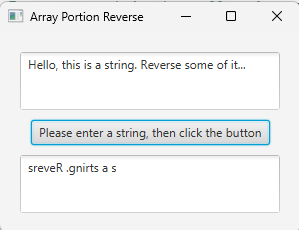 Array Portion Reverse
Hello, this is a string. Reverse some of it...
Please enter a string, then click the button
sreveR .gnirts a s